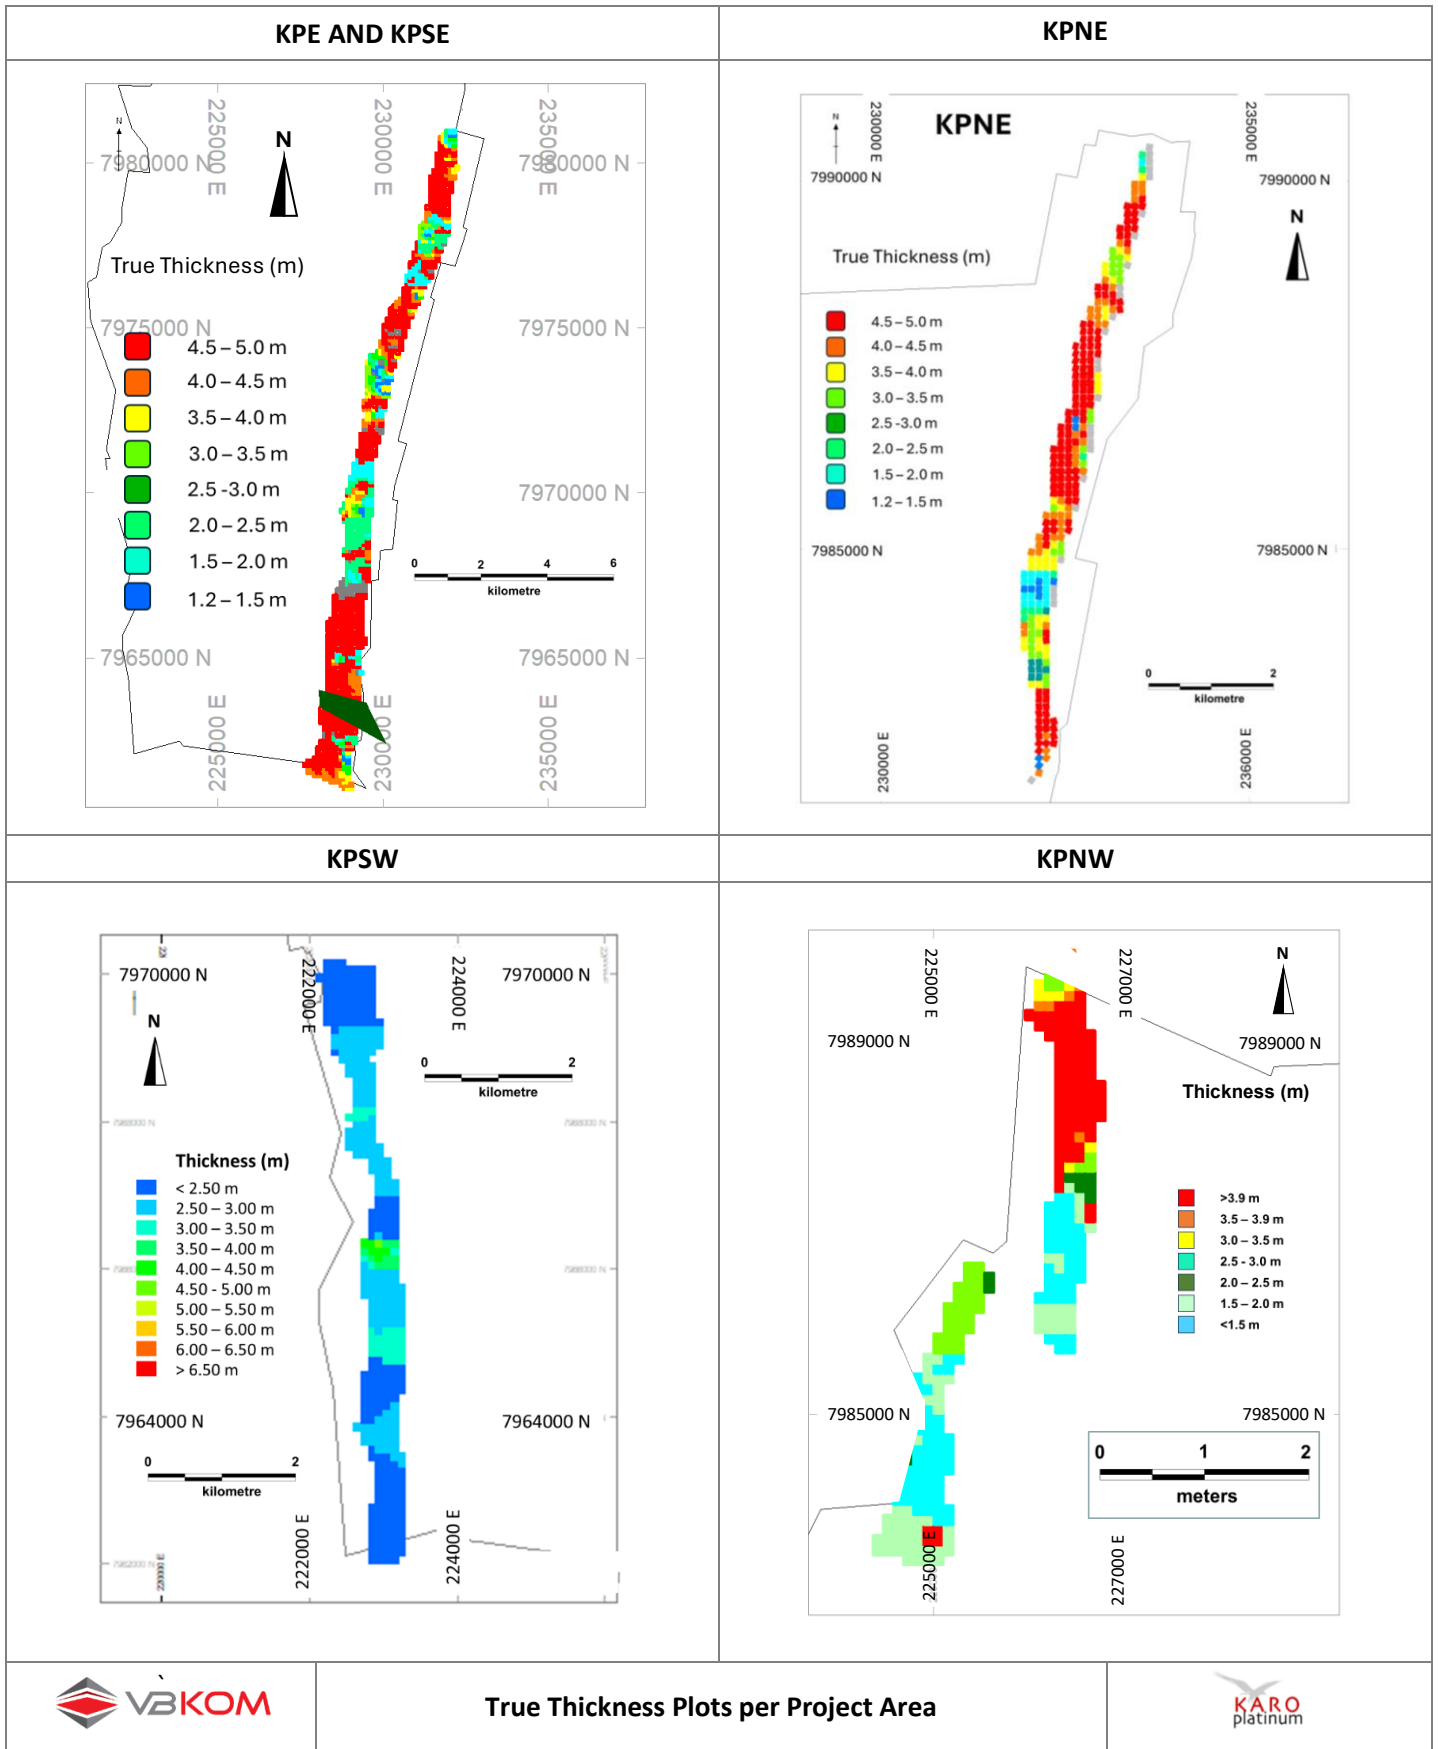 KPE AND KPSE
KPNE
225000 E
230000 E
235000 E
N
N
7980000 N
7980000 N
True Thickness (m)
7975000 N
7975000 N
4.5 – 5.0 m
4.0 – 4.5 m
3.5 – 4.0 m
3.0 – 3.5 m
2.5 -3.0 m
2.0 – 2.5 m
1.5 – 2.0 m
1.2 – 1.5 m
7970000 N
0 2 4 6
kilometre
7965000 N
7965000 N
225000 E
230000 E
235000 E
230000 E
KPNE
235000 E
N
7990000 N
7990000 N
N
True Thickness (m)
4.5 – 5.0 m
4.0 – 4.5 m
3.5 – 4.0 m
3.0 – 3.5 m
2.5 -3.0 m
2.0 – 2.5 m
1.5 – 2.0 m
1.2 – 1.5 m
7985000 N
7985000 N
0 2
kilometre
230000 E
236000 E
KPSW
KPNW
222000 E
224000 E
7970000 N
7970000 N
N
0 2
kilometre
7968000 N
7968000 N
Thickness (m)
< 2.50 m
2.50 – 3.00 m
3.00 – 3.50 m
3.50 – 4.00 m
4.00 – 4.50 m
4.50 - 5.00 m
5.00 – 5.50 m
5.50 – 6.00 m
6.00 – 6.50 m
> 6.50 m
7964000 N
7964000 N
0 2
kilometre
7962000 N
220000 E
222000 E
224000 E
225000 E
227000 E
N
7989000 N
7989000 N
Thickness (m)
>3.9 m
3.5 – 3.9 m
3.0 – 3.5 m
2.5 - 3.0 m
2.0 – 2.5 m
1.5 – 2.0 m
<1.5 m
7985000 N
7985000 N
0 1 2
meters
225000 E
227000 E
VBKOM
True Thickness Plots per Project Area
KARO
platinum